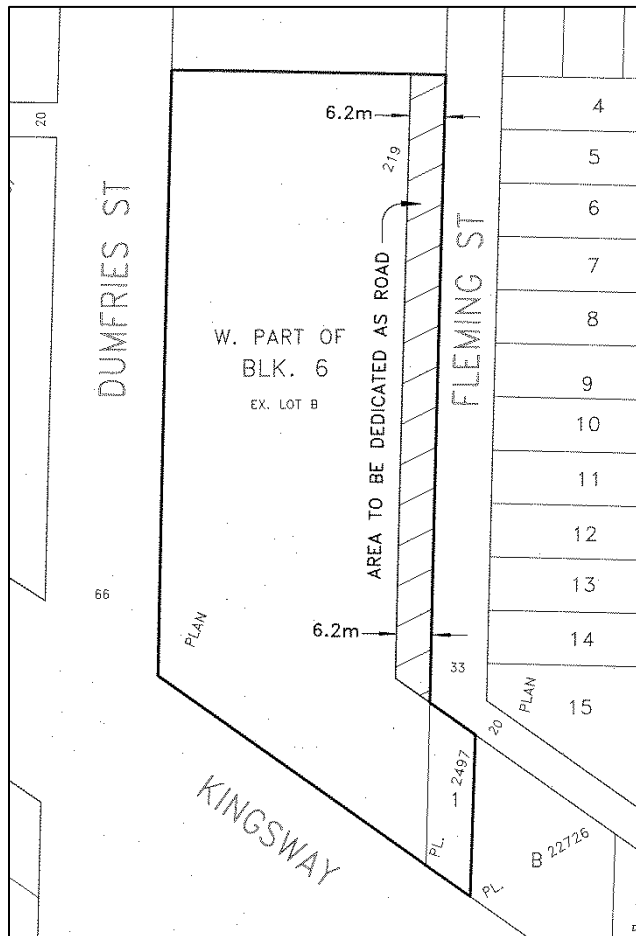 20
DUMFRIES ST
66
6.2m
219
AREA TO BE DEDICATED AS ROAD
W. PART OF
BLK. 6
EX. LOT B
PLAN
6.2m
FLEMING ST
33
20
4
5
6
7
8
9
10
11
12
13
14
15
PLAN
KINGSWAY
2497
1
PL.
B 22726
PL.